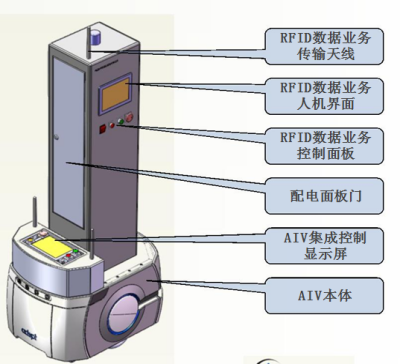 RFID数据业务
传输天线
RFID数据业务
人机界面
RFID数据业务
控制面板
配电面板门
AIV集成控制
显示屏
AIV本体
adept